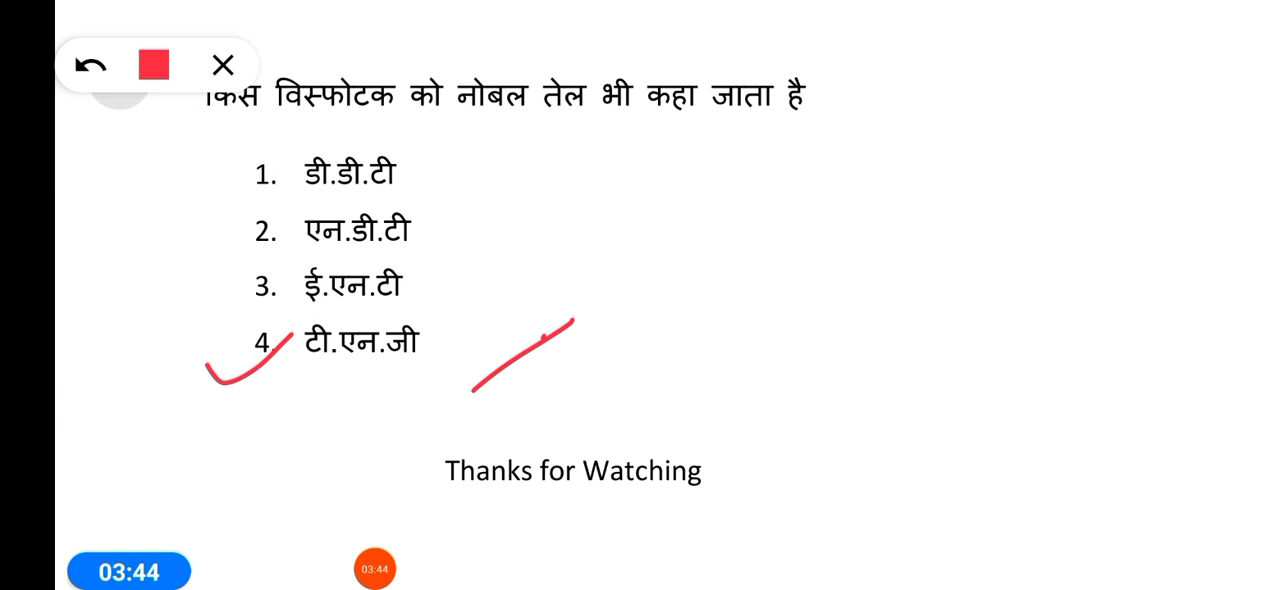 किस विस्फोटक को नोबल तेल भी कहा जाता है
1. डी.डी.टी
2. एन.डी.टी
3. ई.एन.टी
4. टी.एन.जी
Thanks for Watching
03:44
03:44